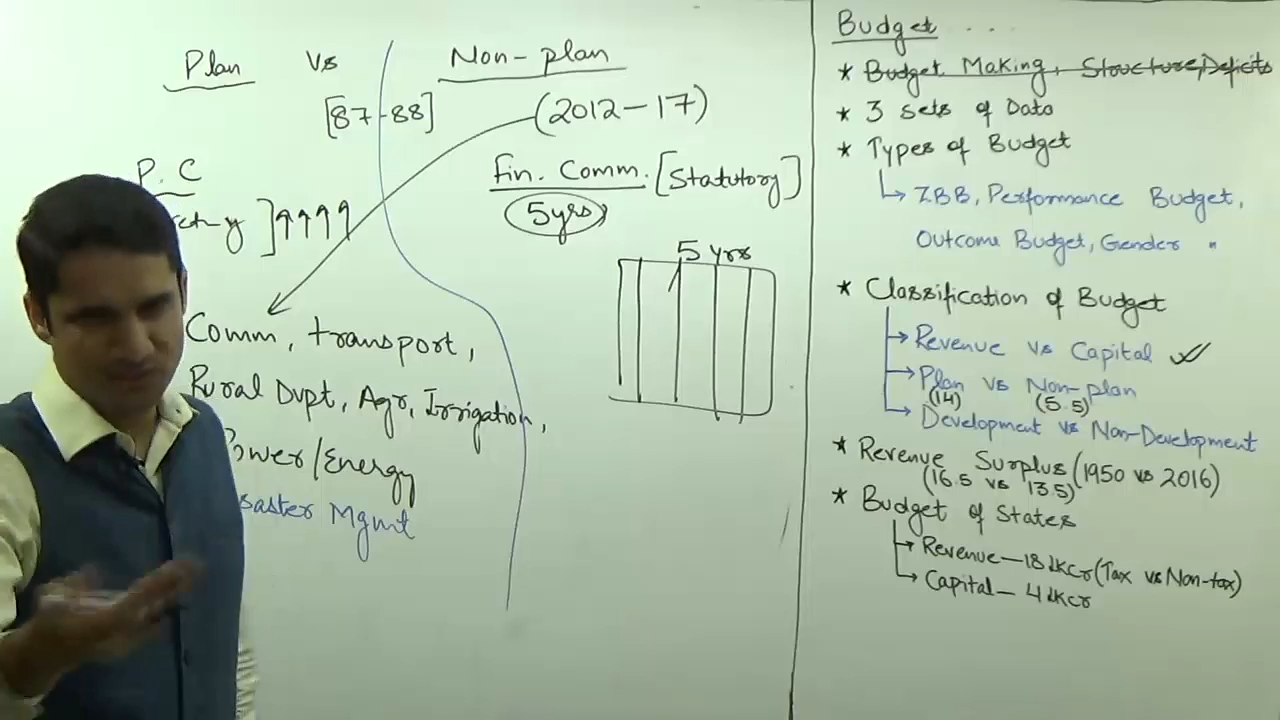 Plan Vs Non-plan
[87-88] (2012-17)
P.C
Fin. Comm. [Statutory]
5yrs
]↑↑↑↑
5 yrs
Comm, transport,
Rural Dvpt, Agr, Irrigation,
Power/Energy
saster Mgmt
Budget ...
* Budget Making, Structure, Deficits
* 3 Sets of Data
* Types of Budget
↳ ZBB, Performance Budget,
Outcome Budget, Gender "
* Classification of Budget
→ Revenue vs Capital ✓
→ Plan vs Non-plan
(14) (5.5)
→ Development vs Non-Development
* Revenue Surplus (1950 vs 2016)
(16.5 vs 13.5)
* Budget of States
→ Revenue—18 LKCr (Tax vs Non-tax)
→ Capital—4 LKCr